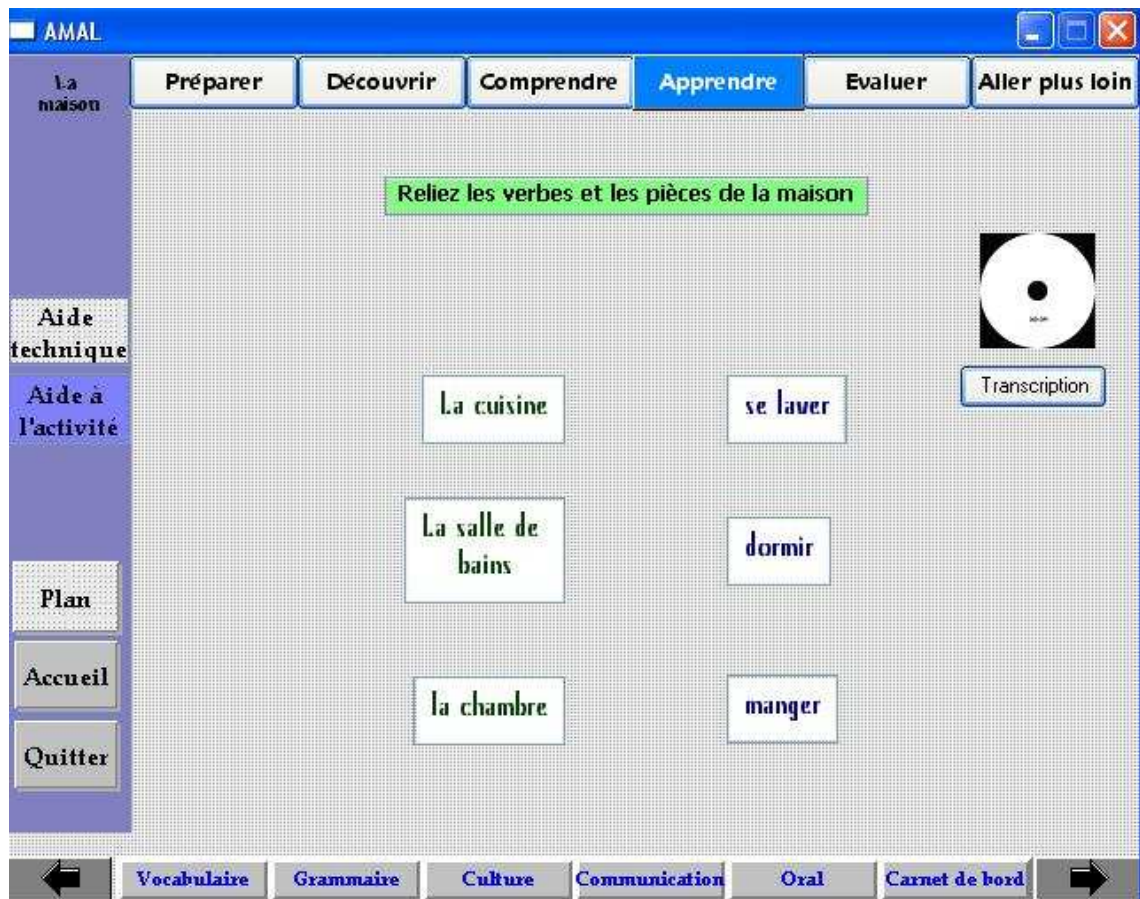 AMAL
La
maison
Préparer
Découvrir
Comprendre
Apprendre
Evaluer
Aller plus loin
Reliez les verbes et les pièces de la maison
Aide
technique
Aide à
l'activité
Transcription
La cuisine
se laver
La salle de
bains
dormir
la chambre
manger
Plan
Accueil
Quitter
Vocabulaire
Grammaire
Culture
Communication
Oral
Carnet de bord